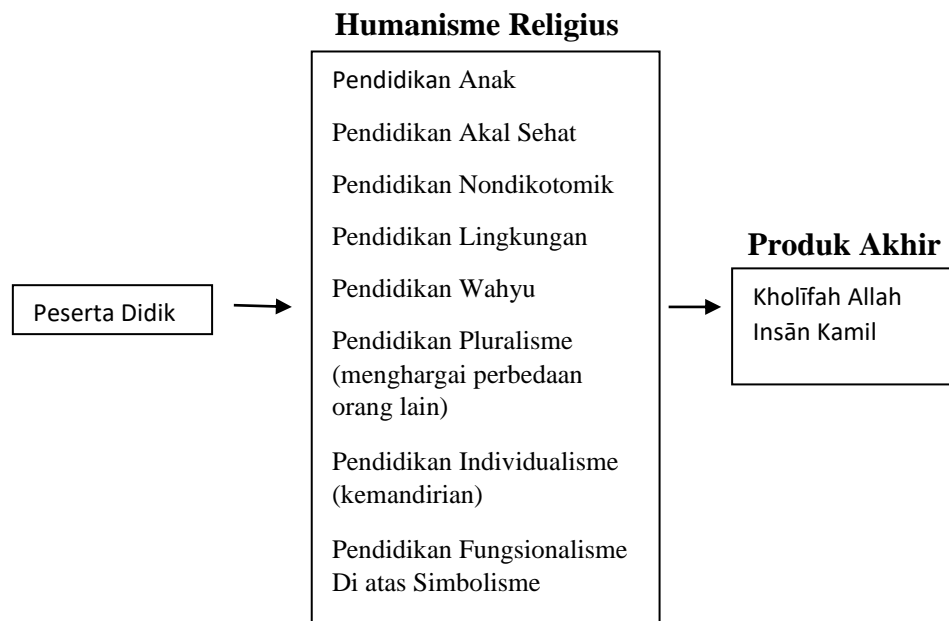 Humanisme Religius
Pendidikan Anak
Pendidikan Akal Sehat
Pendidikan Nondikotomik
Pendidikan Lingkungan
Pendidikan Wahyu
Pendidikan Pluralisme
(menghargai perbedaan
orang lain)
Pendidikan Individualisme
(kemandirian)
Pendidikan Fungsionalisme
Di atas Simbolisme
Peserta Didik
Produk Akhir
Kholīfah Allah
Insān Kamil